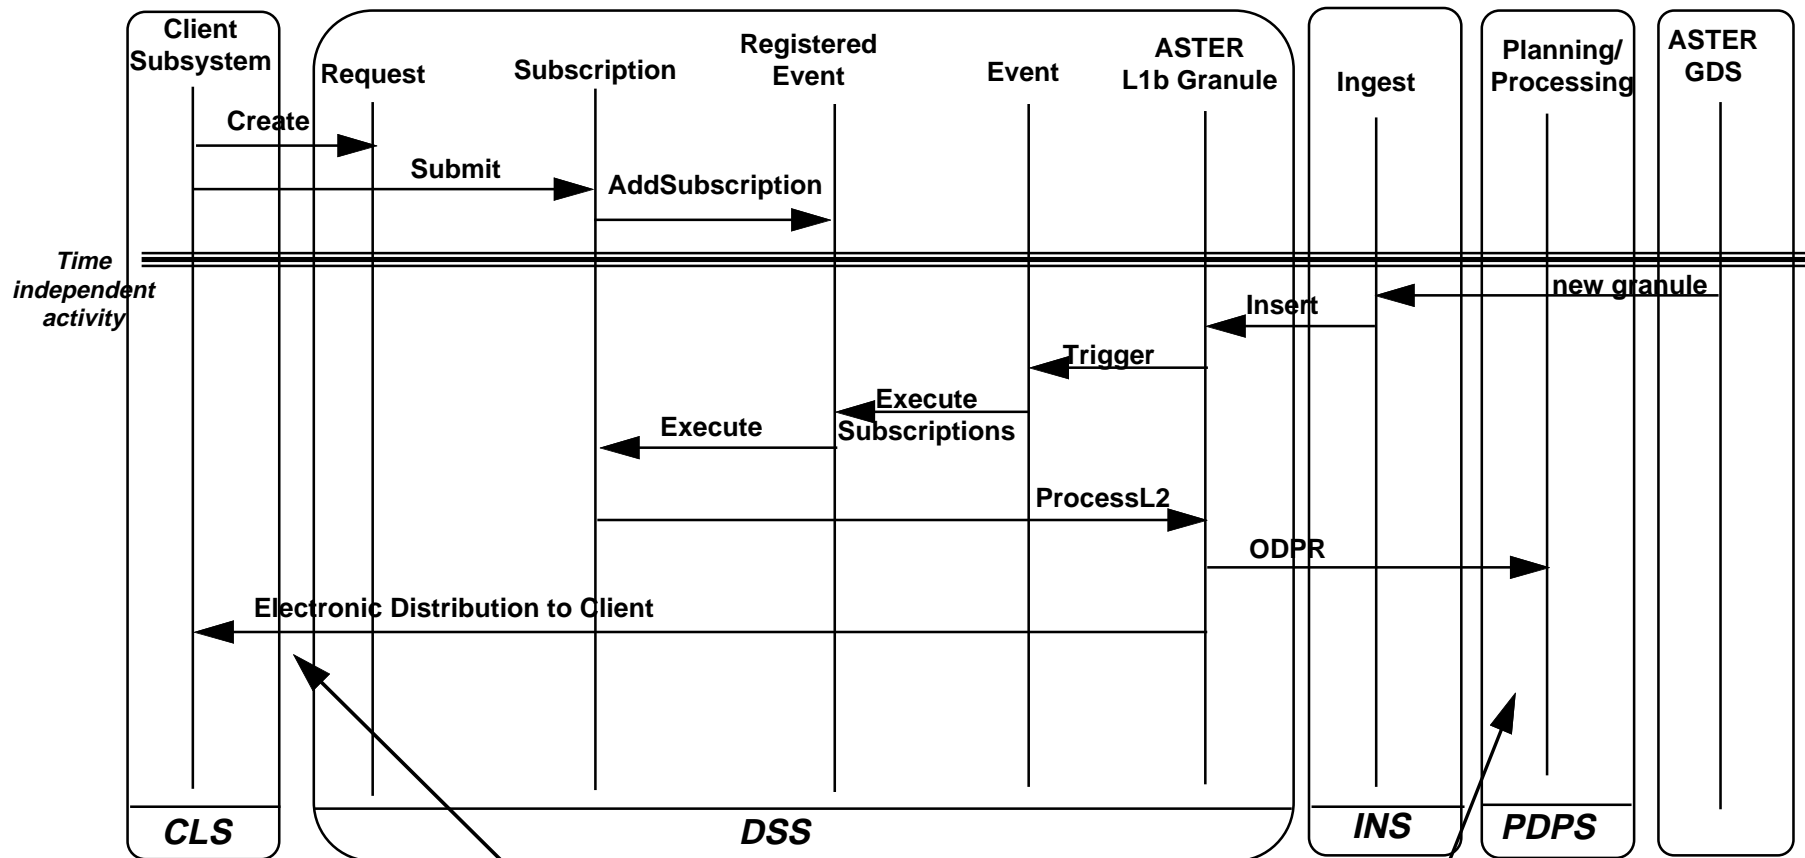 Client
Subsystem
Request
Subscription
Registered
Event
Event
ASTER
L1b Granule
Ingest
Planning/
Processing
ASTER
GDS
Create
Submit
AddSubscription
Time
independent
activity
new granule
Insert
Trigger
Execute
Subscriptions
Execute
ProcessL2
ODPR
Electronic Distribution to Client
CLS
DSS
INS
PDPS